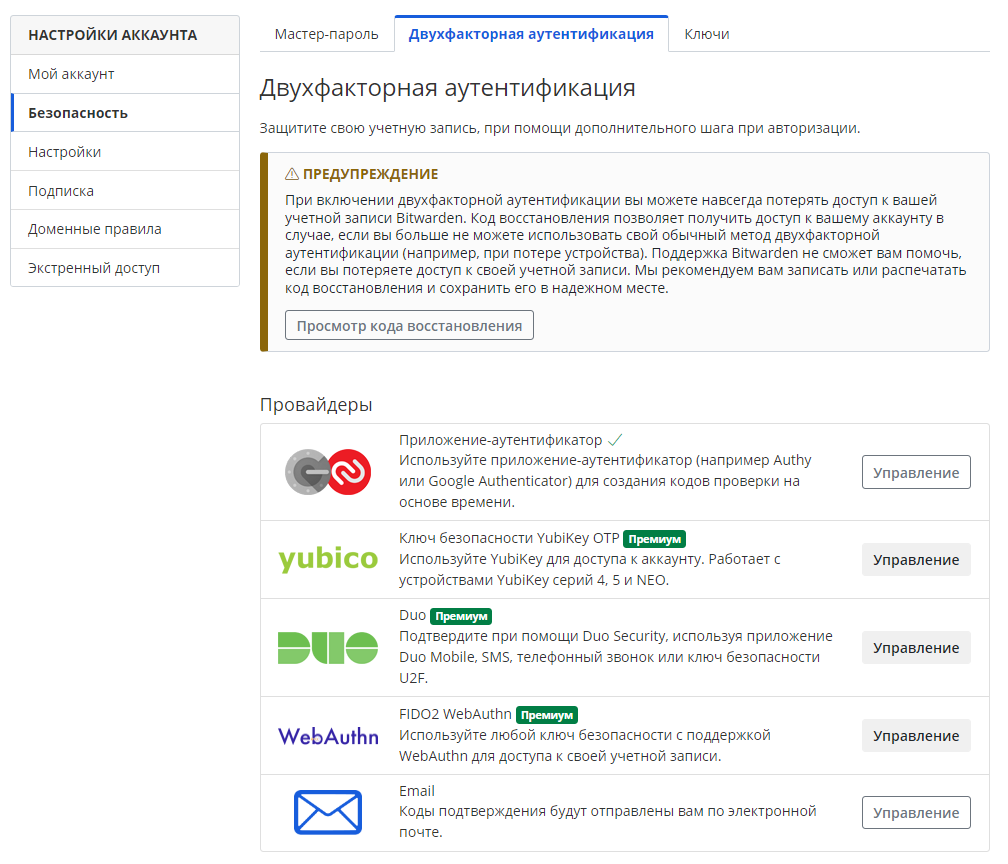 НАСТРОЙКИ АККАУНТА
Мой аккаунт
Безопасность
Настройки
Подписка
Доменные правила
Экстренный доступ
Мастер-пароль
Двухфакторная аутентификация
Ключи
Двухфакторная аутентификация
Защитите свою учетную запись, при помощи дополнительного шага при авторизации.
ПРЕДУПРЕЖДЕНИЕ
При включении двухфакторной аутентификации вы можете навсегда потерять доступ к вашей
учетной записи Bitwarden. Код восстановления позволяет получить доступ к вашему аккаунту в
случае, если вы больше не можете использовать свой обычный метод двухфакторной
аутентификации (например, при потере устройства). Поддержка Bitwarden не сможет вам помочь,
если вы потеряете доступ к своей учетной записи. Мы рекомендуем вам записать или распечатать
код восстановления и сохранить его в надежном месте.
Просмотр кода восстановления
Провайдеры
Приложение-аутентификатор
Используйте приложение-аутентификатор (например Authy
или Google Authenticator) для создания кодов проверки на
основе времени.
Управление
yubico
Ключ безопасности YubiKey OTP Премиум
Используйте YubiKey для доступа к аккаунту. Работает с
устройствами YubiKey серий 4, 5 и NEO.
Управление
DUO
Duo Премиум
Подтвердите при помощи Duo Security, используя приложение
Duo Mobile, SMS, телефонный звонок или ключ безопасности
U2F.
Управление
WebAuthn
FIDO2 WebAuthn Премиум
Используйте любой ключ безопасности с поддержкой
WebAuthn для доступа к своей учетной записи.
Управление
Email
Коды подтверждения будут отправлены вам по электронной
почте.
Управление